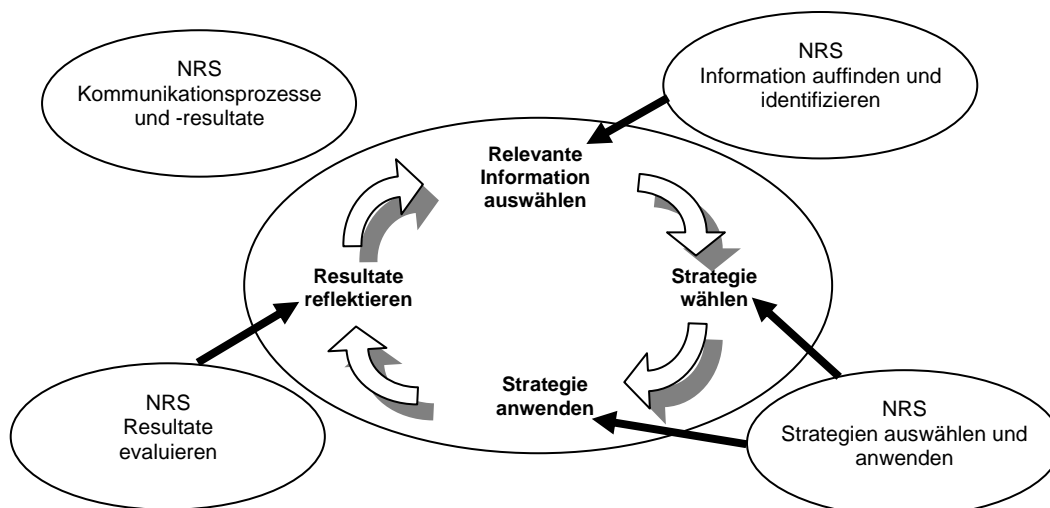 NRS
Kommunikationsprozesse
und -resultate
NRS
Information auffinden und
identifizieren
Relevante
Information
auswählen
Resultate
reflektieren
Strategie
wählen
Strategie
anwenden
NRS
Resultate
evaluieren
NRS
Strategien auswählen und
anwenden